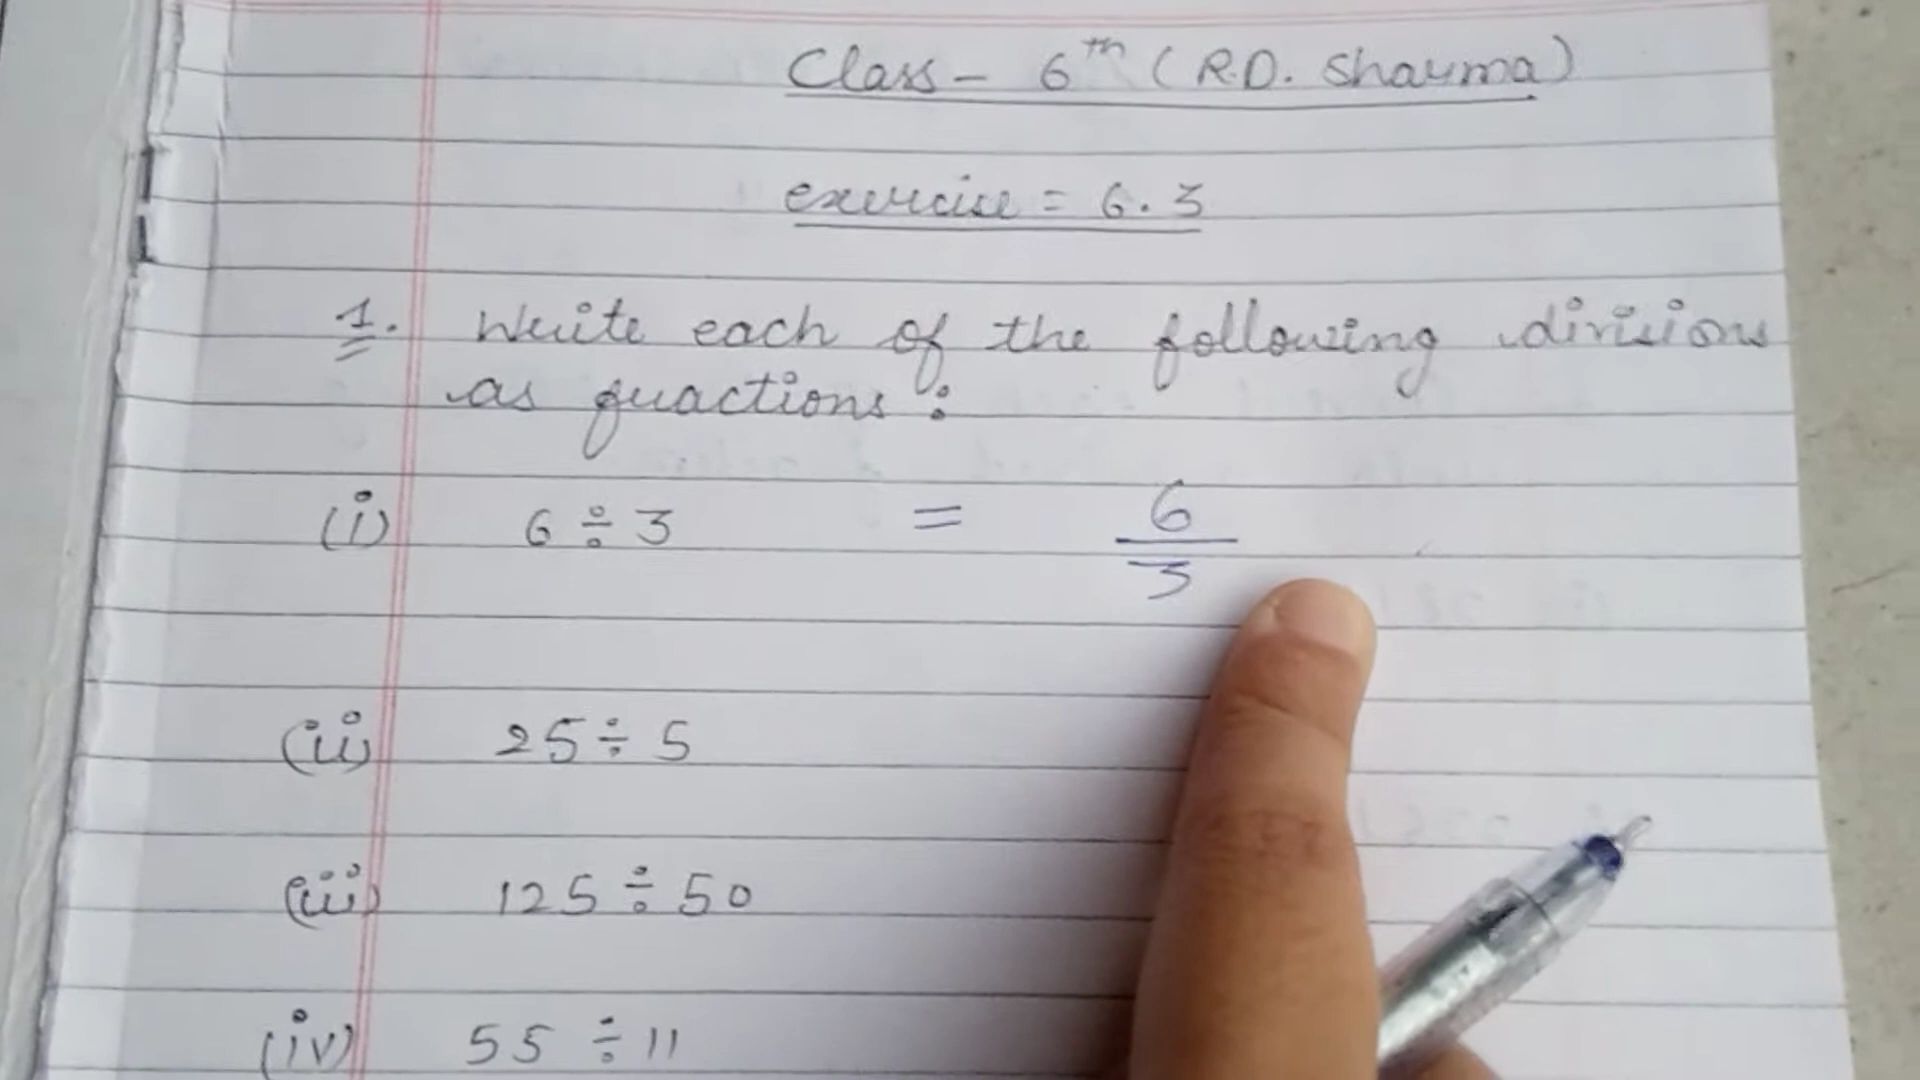 Class - 6th (R.D. Sharma)
exercise = 6.3
1. Write each of the following divisions
as fractions :
(i) 6 ÷ 3 = 6/3
(ii) 25 ÷ 5
(iii) 125 ÷ 50
(iv) 55 ÷ 11